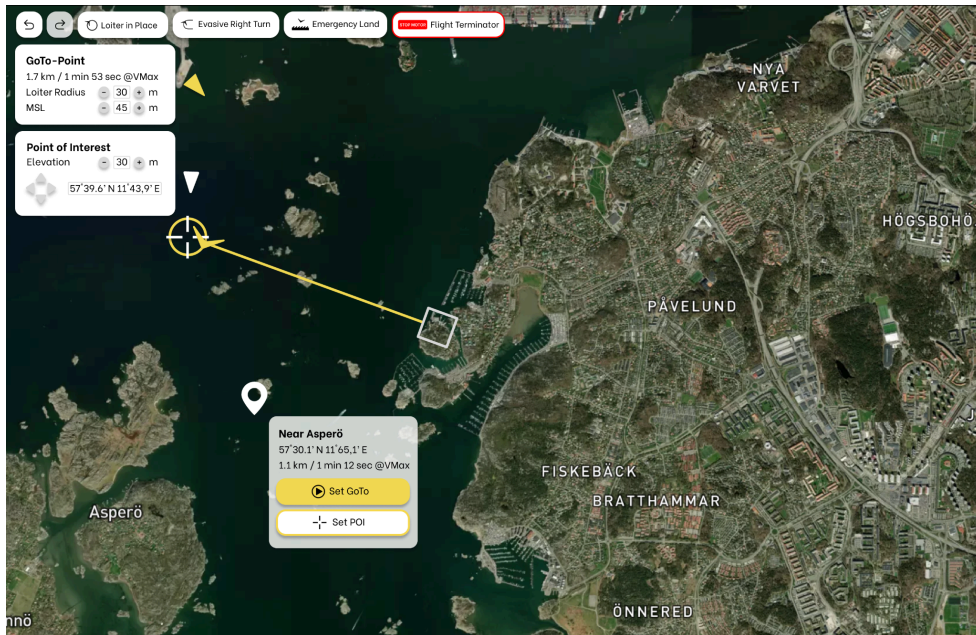 Loiter in Place
Evasive Right Turn
Emergency Land
STOP MOTOR
Flight Terminator
GoTo-Point
1.7 km / 1 min 53 sec @VMax
Loiter Radius - 30 + m
MSL - 45 + m
Point of Interest
Elevation - 30 + m
57°39.6' N 11°43,9' E
NYA
VARVET
HÖGSBOHÖ
PÅVELUND
Near Asperö
57°30.1' N 11°65,1' E
1.1 km / 1 min 12 sec @VMax
Set GoTo
Set POI
FISKEBÄCK
BRATTHAMMAR
Asperö
ÖNNERED
nnö